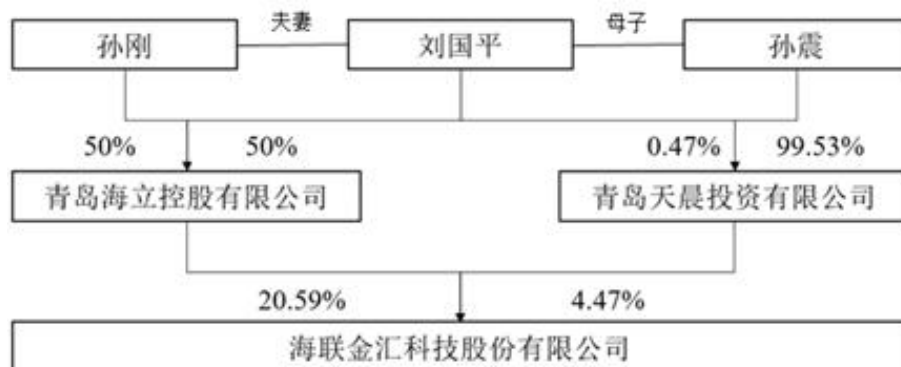 夫妻 母子
孙刚 刘国平 孙震
50% 50% 0.47% 99.53%
青岛海立控股有限公司 青岛天晨投资有限公司
20.59% 4.47%
海联金汇科技股份有限公司